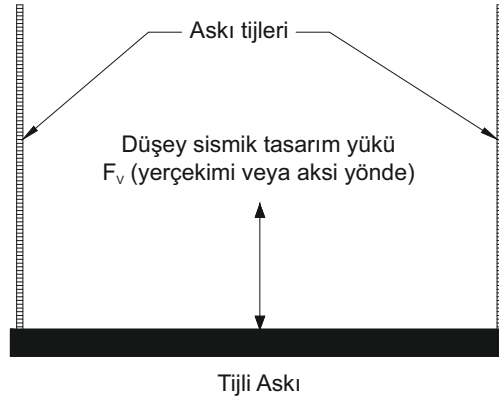 Askı tijleri
Düşey sismik tasarım yükü
Fv (yerçekimi veya aksi yönde)
Tijli Askı